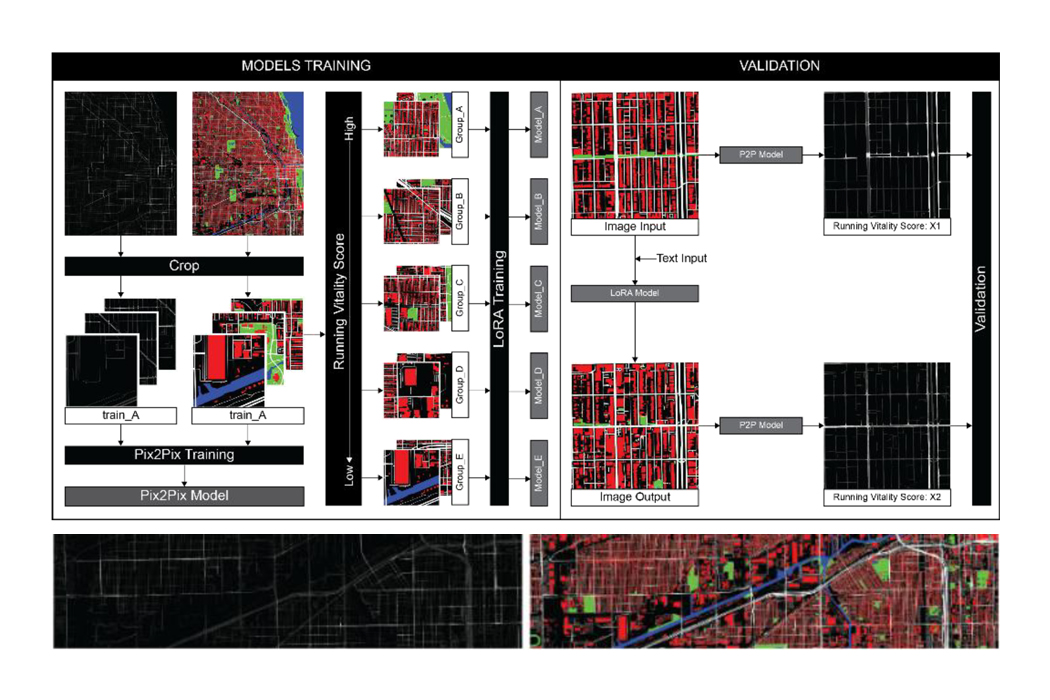 MODELS TRAINING
VALIDATION
Crop
train_A
train_A
Pix2Pix Training
Pix2Pix Model
High
Running Vitality Score
Low
Group_A
Group_B
Group_C
Group_D
Group_E
LoRA Training
Model_A
Model_B
Model_C
Model_D
Model_E
Image Input
P2P Model
Running Vitality Score: X1
Text Input
LoRA Model
Image Output
P2P Model
Running Vitality Score: X2
Validation